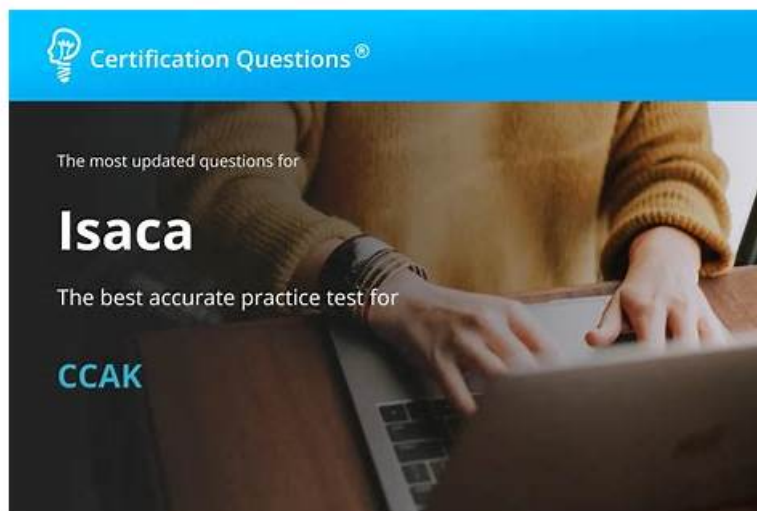 Certification Questions®
The most updated questions for
Isaca
The best accurate practice test for
CCAK